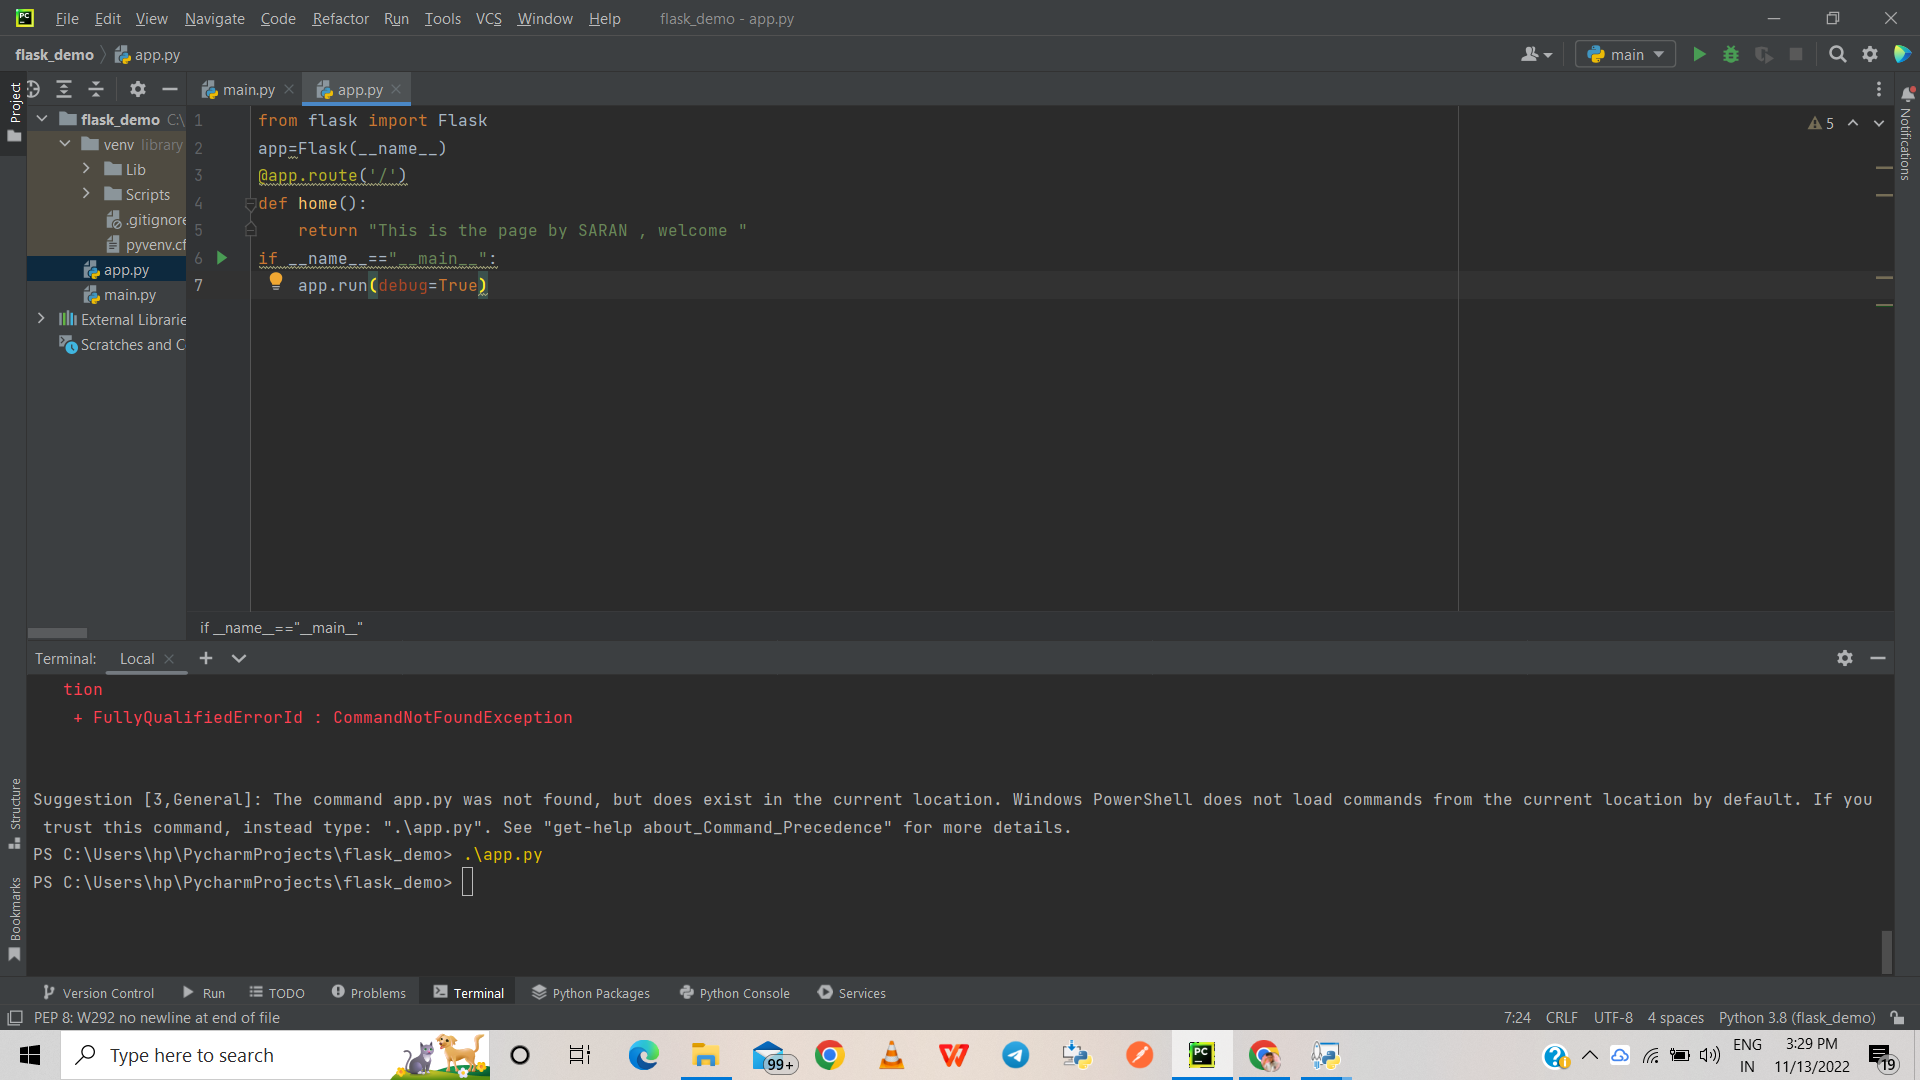 PC File Edit View Navigate Code Refactor Run Tools VCS Window Help flask_demo - app.py
flask_demo app.py main
Project main.py app.py
Notifications
flask_demo C:\
venv library
Lib
Scripts
.gitignore
pyvenv.cf
app.py
main.py
External Librarie
Scratches and C
1 from flask import Flask
2 app=Flask(__name__)
3 @app.route('/')
4 def home():
5 return "This is the page by SARAN , welcome "
6 if __name__=="__main__":
7 app.run(debug=True)
5
if __name__=="__main__"
Terminal: Local
tion
+ FullyQualifiedErrorId : CommandNotFoundException
Suggestion [3,General]: The command app.py was not found, but does exist in the current location. Windows PowerShell does not load commands from the current location by default. If you
trust this command, instead type: ".\app.py". See "get-help about_Command_Precedence" for more details.
PS C:\Users\hp\PycharmProjects\flask_demo> .\app.py
PS C:\Users\hp\PycharmProjects\flask_demo>
Structure
Bookmarks
Version Control Run TODO Problems Terminal Python Packages Python Console Services
PEP 8: W292 no newline at end of file 7:24 CRLF UTF-8 4 spaces Python 3.8 (flask_demo)
Type here to search 99+ PC ENG 3:29 PM
IN 11/13/2022 19